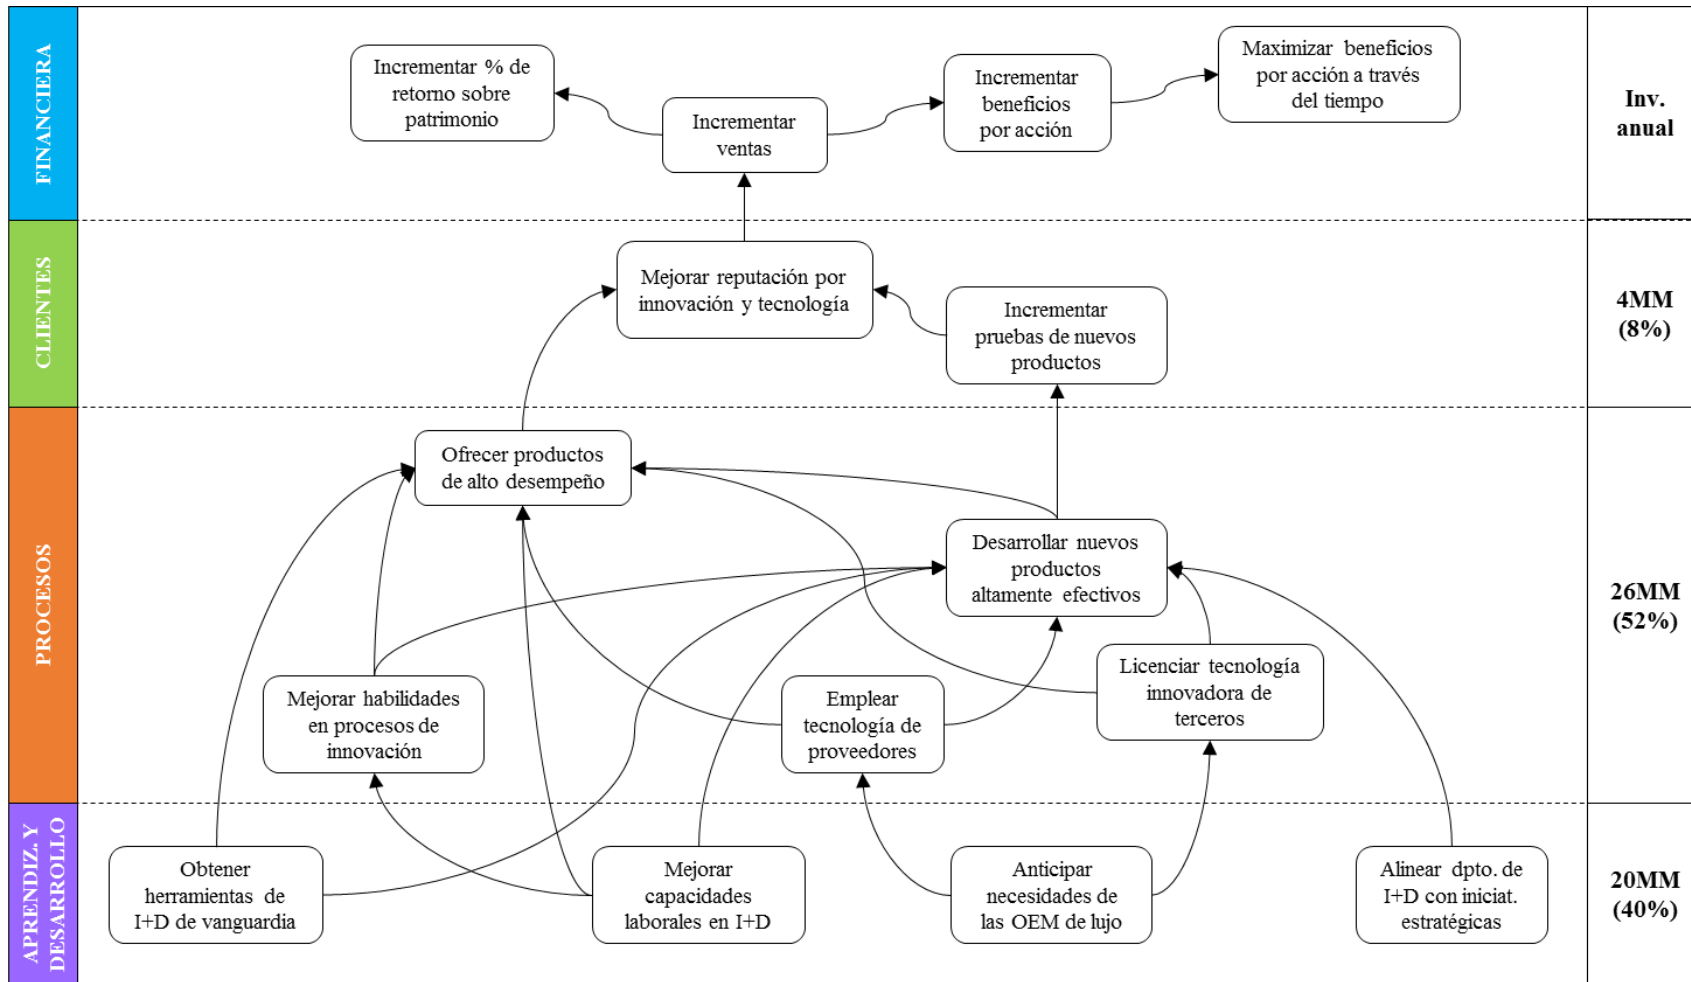 FINANCIERA
Incrementar % de
retorno sobre
patrimonio
Incrementar
ventas
Incrementar
beneficios
por acción
Maximizar beneficios
por acción a través
del tiempo
Inv.
anual
CLIENTES
Mejorar reputación por
innovación y tecnología
Incrementar
pruebas de nuevos
productos
4MM
(8%)
PROCESOS
Ofrecer productos
de alto desempeño
Desarrollar nuevos
productos
altamente efectivos
Mejorar habilidades
en procesos de
innovación
Emplear
tecnología de
proveedores
Licenciar tecnología
innovadora de
terceros
26MM
(52%)
APRENDIZ. Y
DESARROLLO
Obtener
herramientas de
I+D de vanguardia
Mejorar
capacidades
laborales en I+D
Anticipar
necesidades de
las OEM de lujo
Alinear dpto. de
I+D con iniciat.
estratégicas
20MM
(40%)